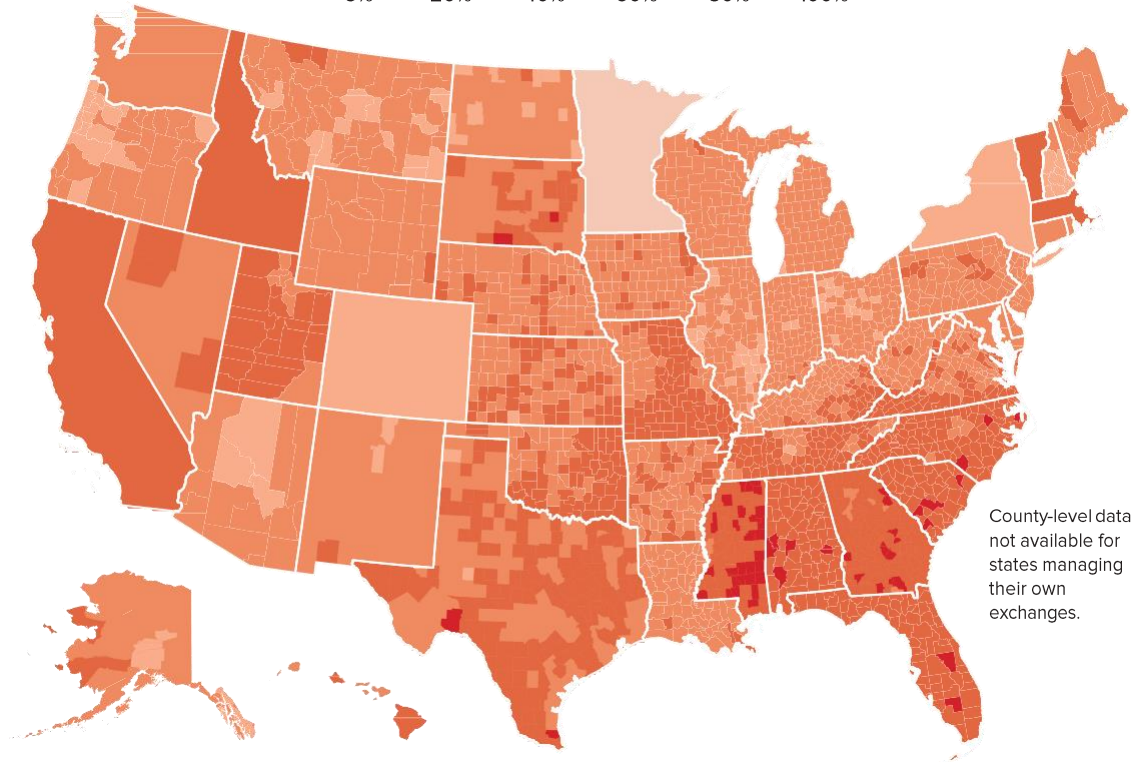 County-level data
not available for
states managing
their own
exchanges.